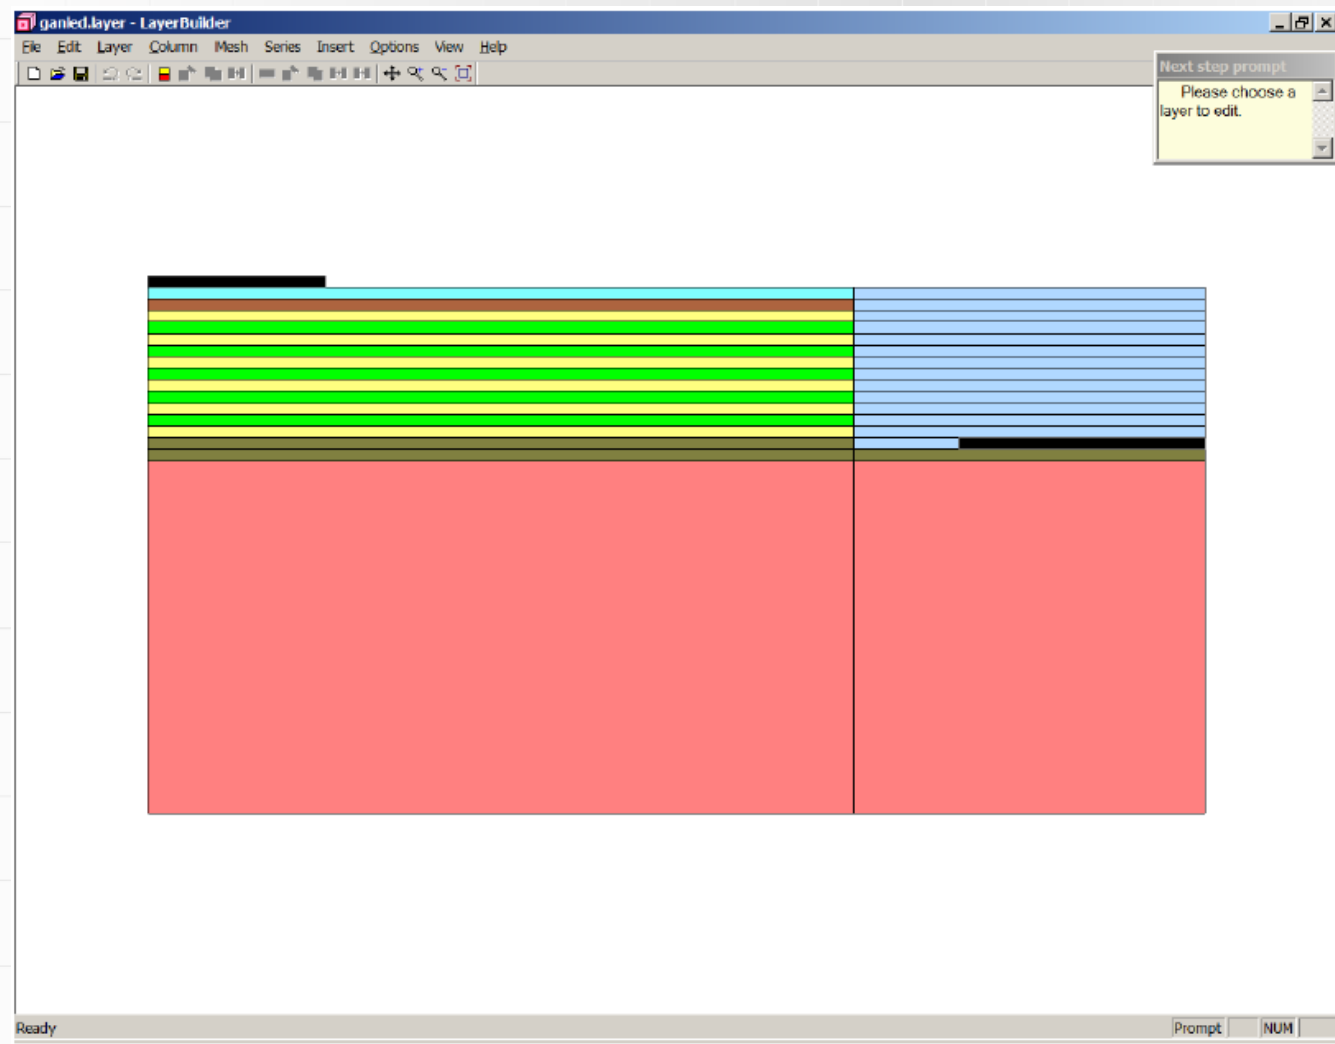 ganled.layer - LayerBuilder
File Edit Layer Column Mesh Series Insert Options View Help
Next step prompt
Please choose a
layer to edit.
Ready
Prompt NUM